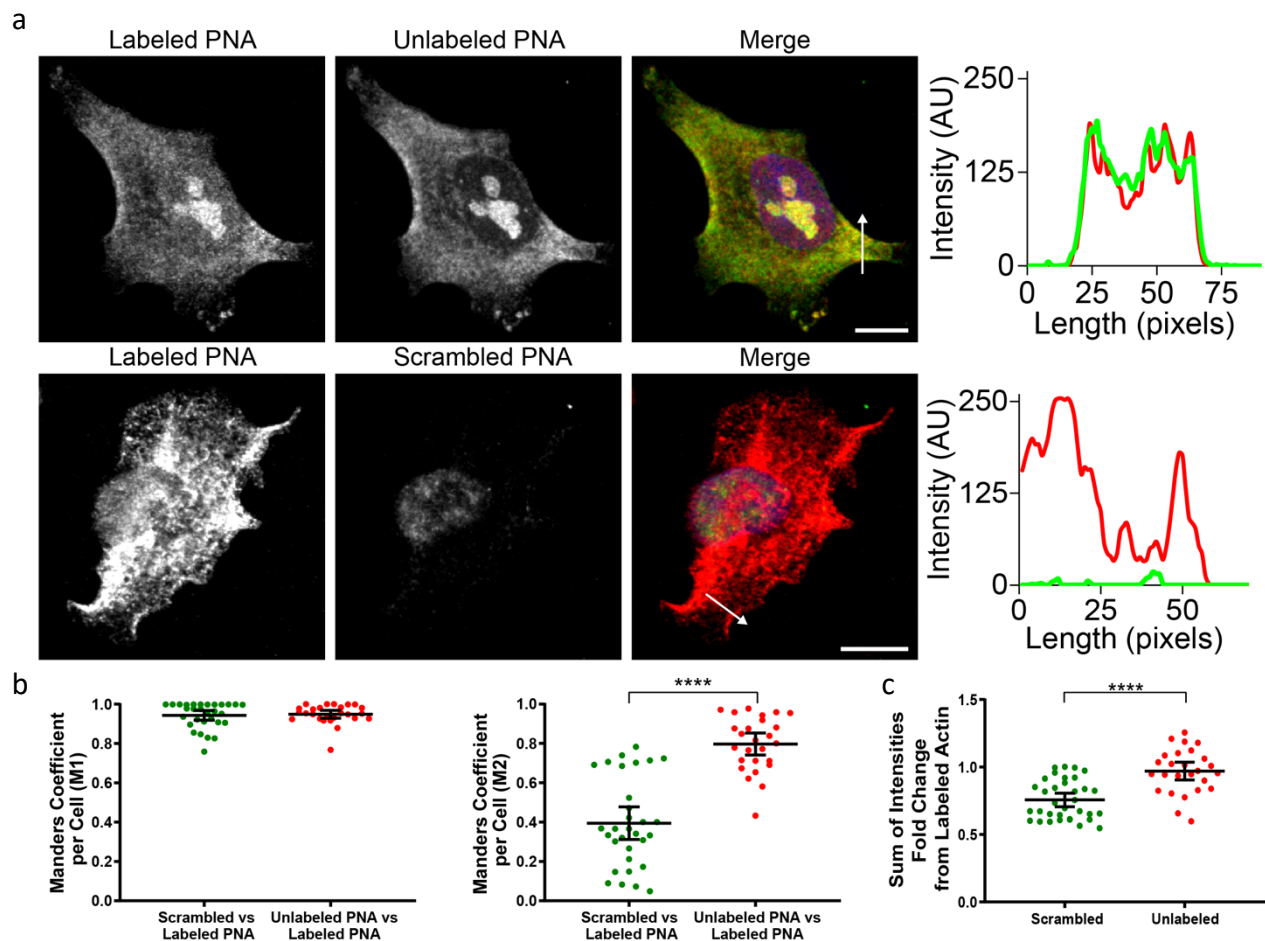 a
Labeled PNA
Unlabeled PNA
Merge
250
125
0
Intensity (AU)
0 25 50 75
Length (pixels)
Labeled PNA
Scrambled PNA
Merge
250
125
0
Intensity (AU)
0 25 50
Length (pixels)
b
Manders Coefficient
per Cell (M1)
1.0
0.8
0.6
0.4
0.2
0.0
Scrambled vs
Labeled PNA
Unlabeled PNA vs
Labeled PNA
Manders Coefficient
per Cell (M2)
1.0
0.8
0.6
0.4
0.2
0.0
****
Scrambled vs
Labeled PNA
Unlabeled PNA vs
Labeled PNA
c
Sum of Intensities
Fold Change
from Labeled Actin
1.5
1.0
0.5
0.0
****
Scrambled
Unlabeled